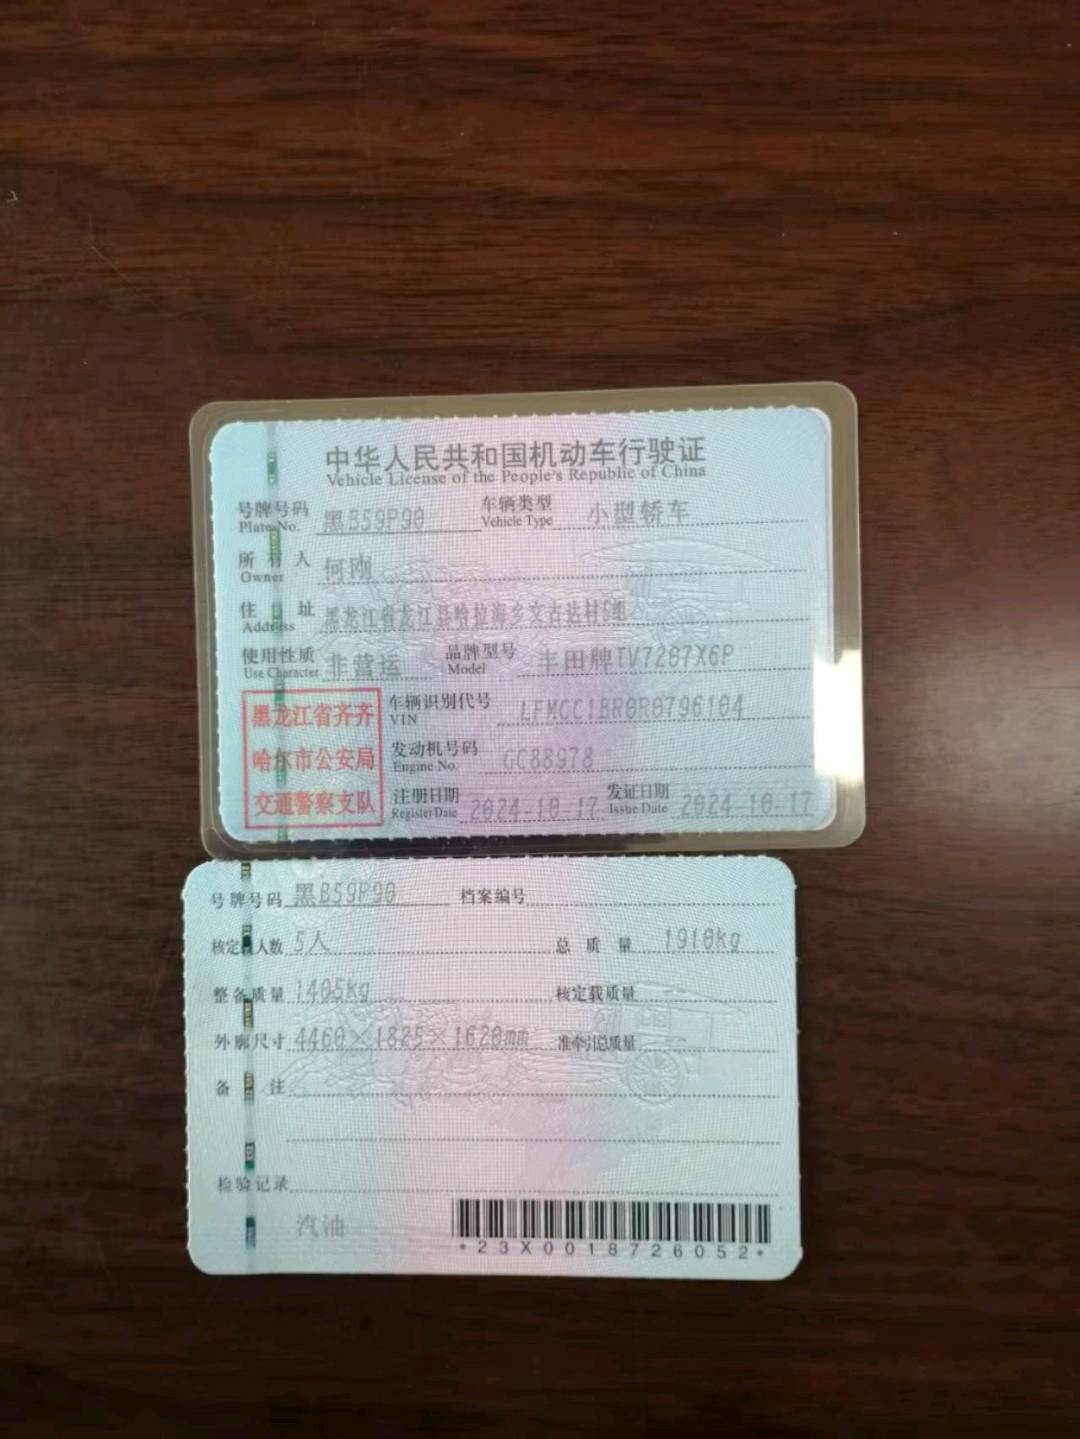 中华人民共和国机动车行驶证
Vehicle License of the People's Republic of China
号牌号码 黑B59P90 车辆类型 小型轿车
Plate No. Vehicle Type
所有人 何刚
Owner
住址 黑龙江省龙江县哈拉海乡文古达村5组
Address
使用性质 非营运 品牌型号 丰田牌TV7207X6P
Use Character Model
车辆识别代号 LFMCC1BR0R0796104
VIN
黑龙江省齐齐
哈尔市公安局
交通警察支队
发动机号码 GC88978
Engine No.
注册日期 2024-10-17 发证日期 2024-10-17
Register Date Issue Date
号牌号码 黑B59P90 档案编号
核定载人数 5人 总质量 1910kg
整备质量 1405kg 核定载质量
外廓尺寸 4460×1825×1620mm 准牵引总质量
备注
检验记录
汽油
*23X0018726052*